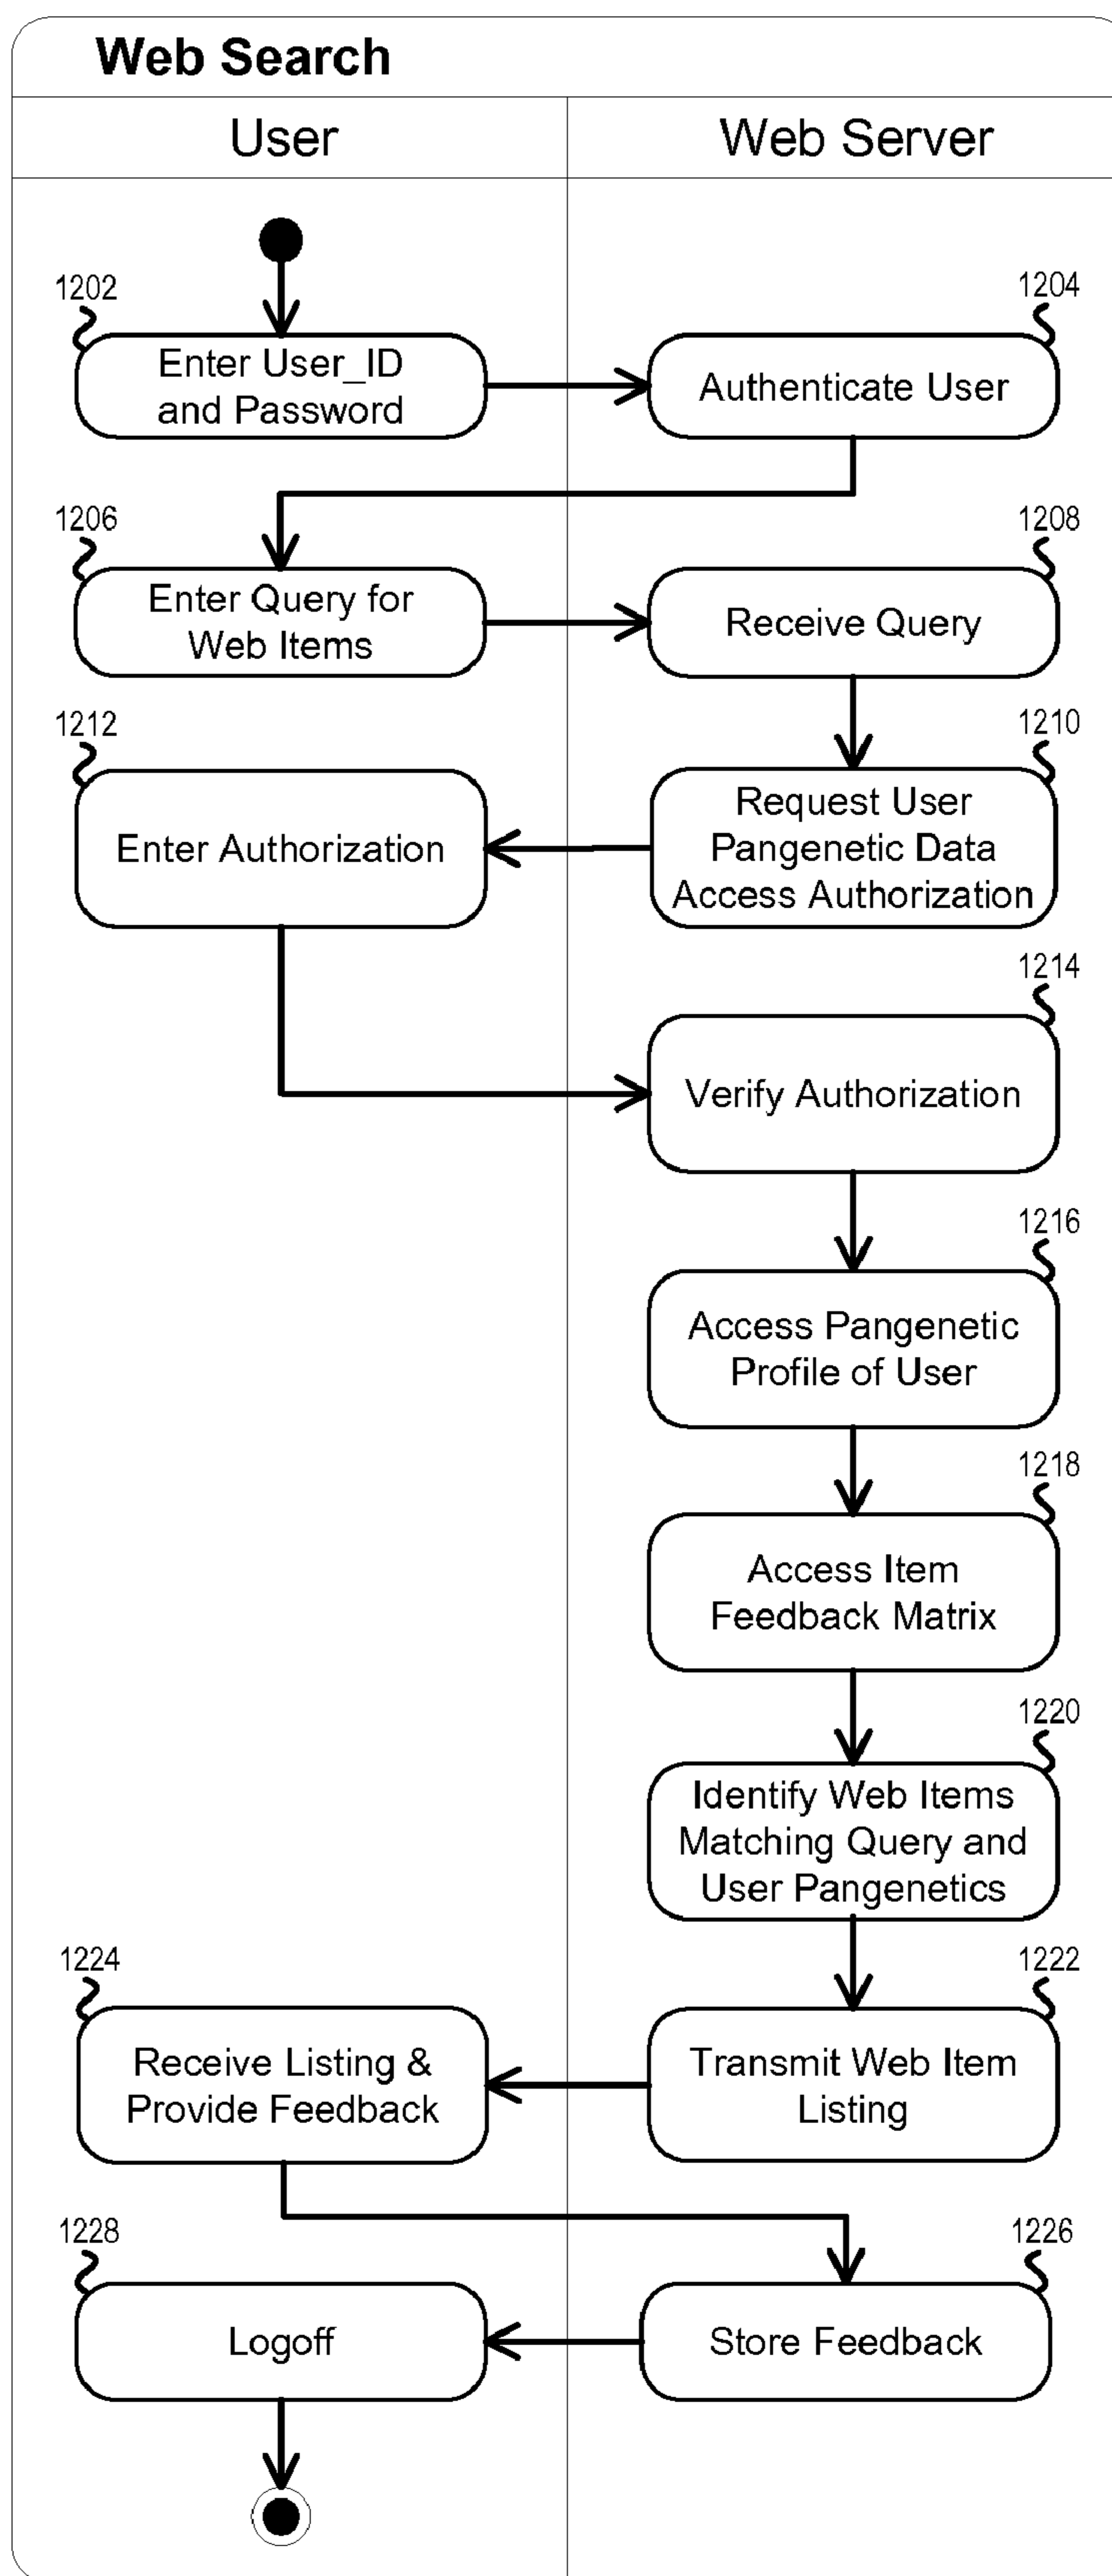 Web Search
User
Web Server
1202
Enter User_ID
and Password
1204
Authenticate User
1206
Enter Query for
Web Items
1208
Receive Query
1210
Request User
Pangenetic Data
Access Authorization
1212
Enter Authorization
1214
Verify Authorization
1216
Access Pangenetic
Profile of User
1218
Access Item
Feedback Matrix
1220
Identify Web Items
Matching Query and
User Pangenetics
1222
Transmit Web Item
Listing
1224
Receive Listing &
Provide Feedback
1226
Store Feedback
1228
Logoff